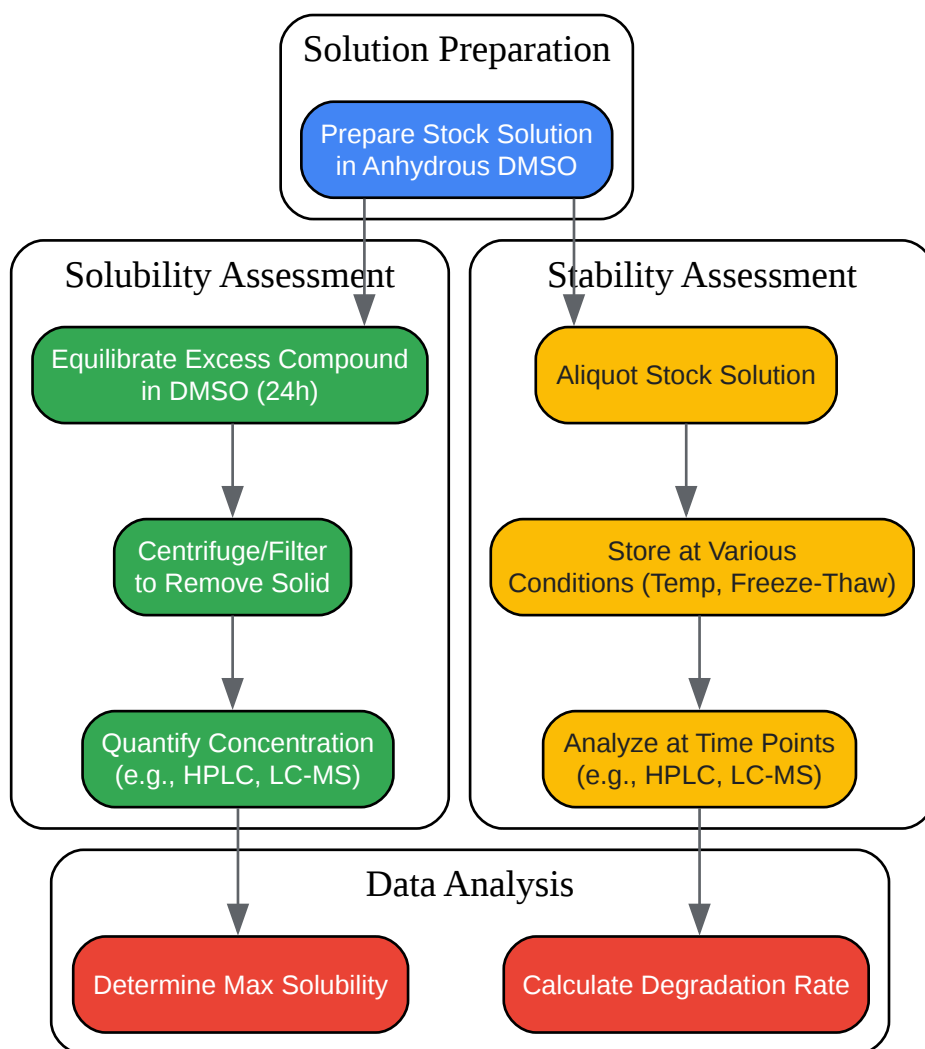 Solution Preparation
Prepare Stock Solution
in Anhydrous DMSO
Solubility Assessment
Equilibrate Excess Compound
in DMSO (24h)
Centrifuge/Filter
to Remove Solid
Quantify Concentration
(e.g., HPLC, LC-MS)
Stability Assessment
Aliquot Stock Solution
Store at Various
Conditions (Temp, Freeze-Thaw)
Analyze at Time Points
(e.g., HPLC, LC-MS)
Data Analysis
Determine Max Solubility
Calculate Degradation Rate